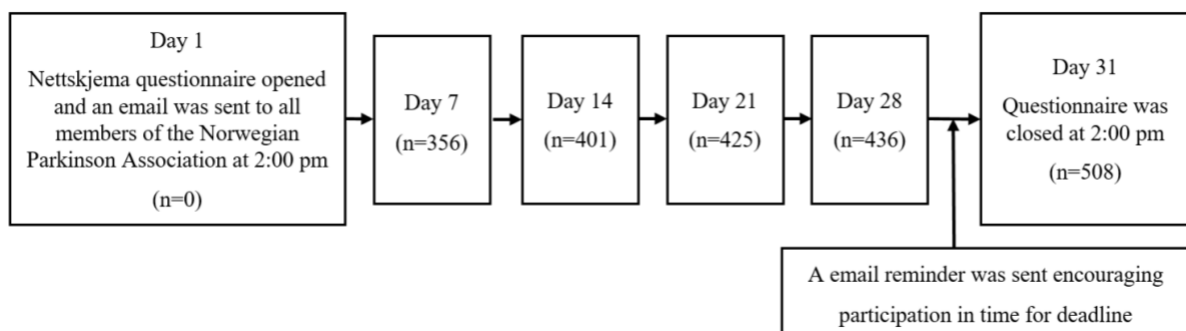 Day 1
Nettskjema questionnaire opened
and an email was sent to all
members of the Norwegian
Parkinson Association at 2:00 pm
(n=0)
Day 7
(n=356)
Day 14
(n=401)
Day 21
(n=425)
Day 28
(n=436)
Day 31
Questionnaire was
closed at 2:00 pm
(n=508)
A email reminder was sent encouraging
participation in time for deadline